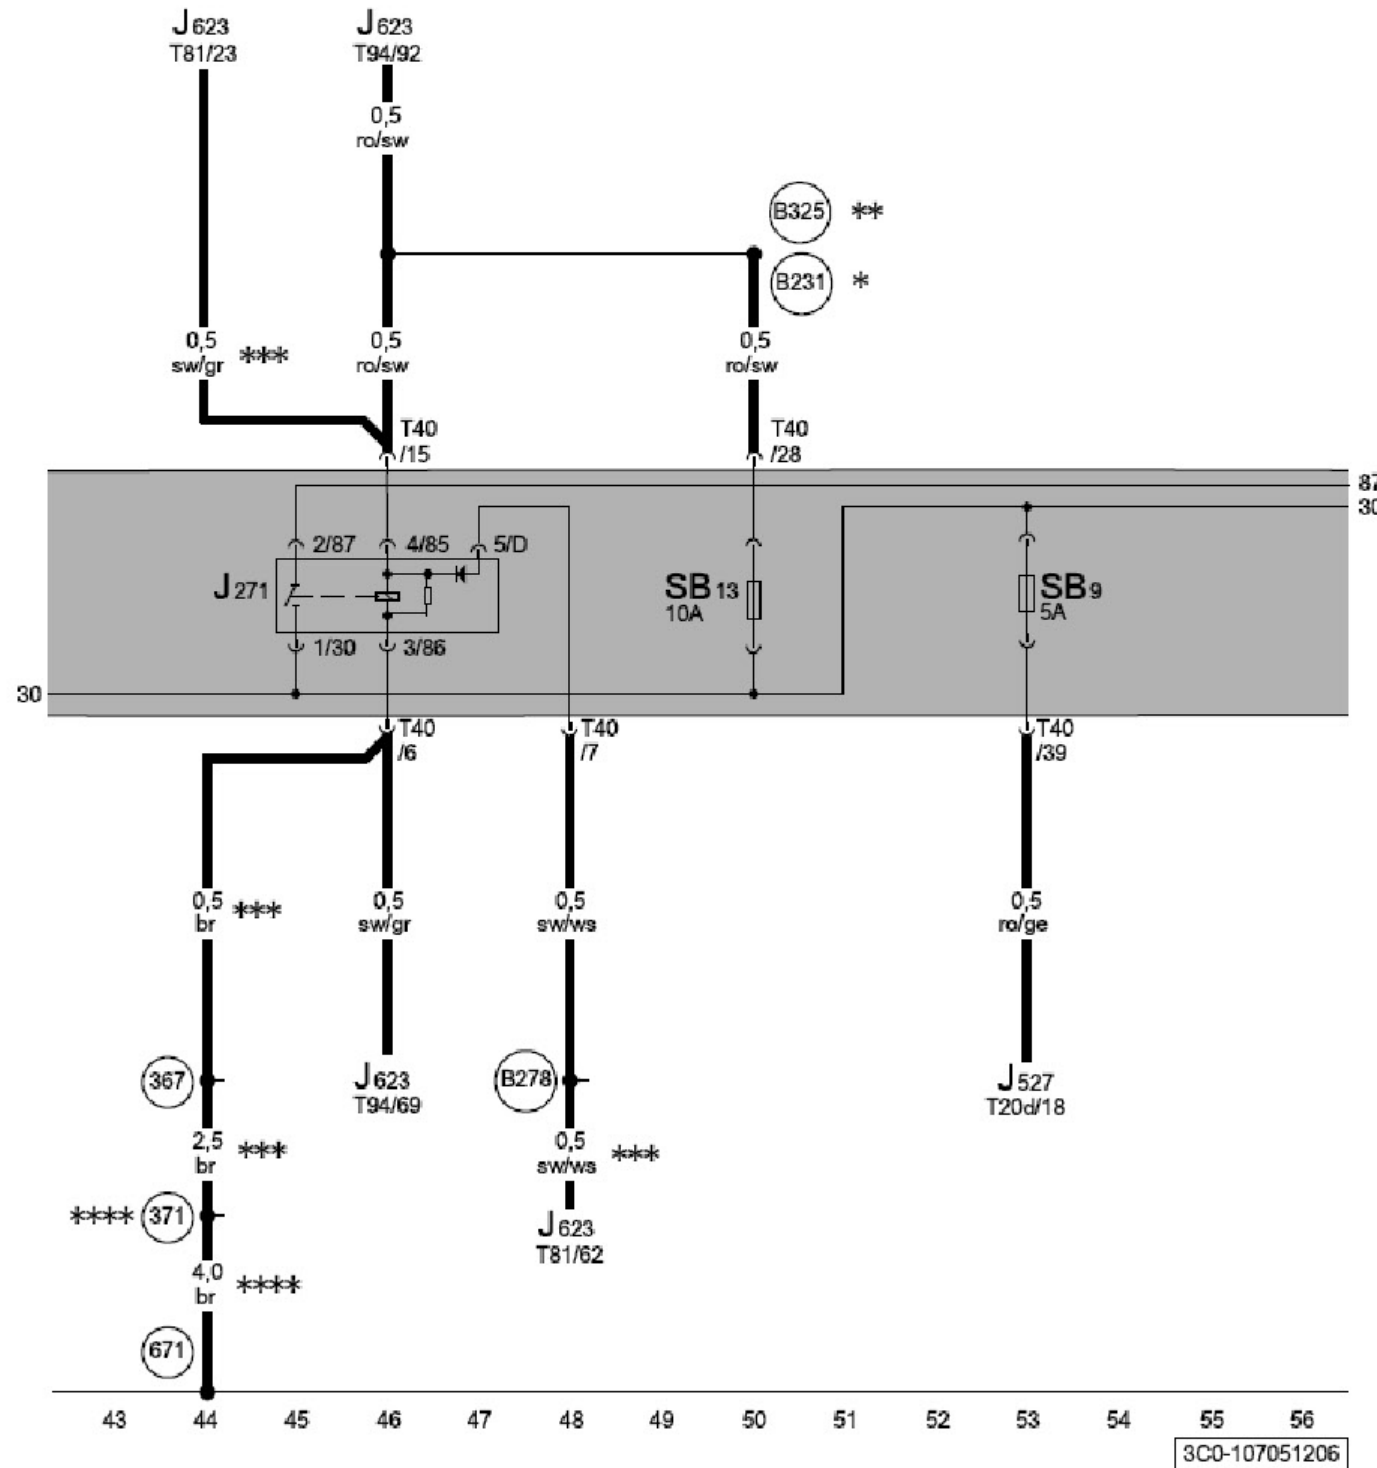 J623 J623
T81/23 T94/92
0,5
ro/sw
B325 **
B231 *
0,5 *** 0,5 0,5
sw/gr ro/sw ro/sw
T40 T40
/15 /28
87
30
2/87 4/85 5/D
J271 SB13 SB9
10A 5A
1/30 3/86
30
T40 T40 T40
/6 /7 /39
0,5 *** 0,5 0,5 0,5
br sw/gr sw/ws ro/ge
367 J623 B278 J527
T94/69 T20d/18
2,5 *** 0,5 ***
br sw/ws
**** 371 J623
T81/62
4,0 ****
br
671
43 44 45 46 47 48 49 50 51 52 53 54 55 56
3C0-107051206